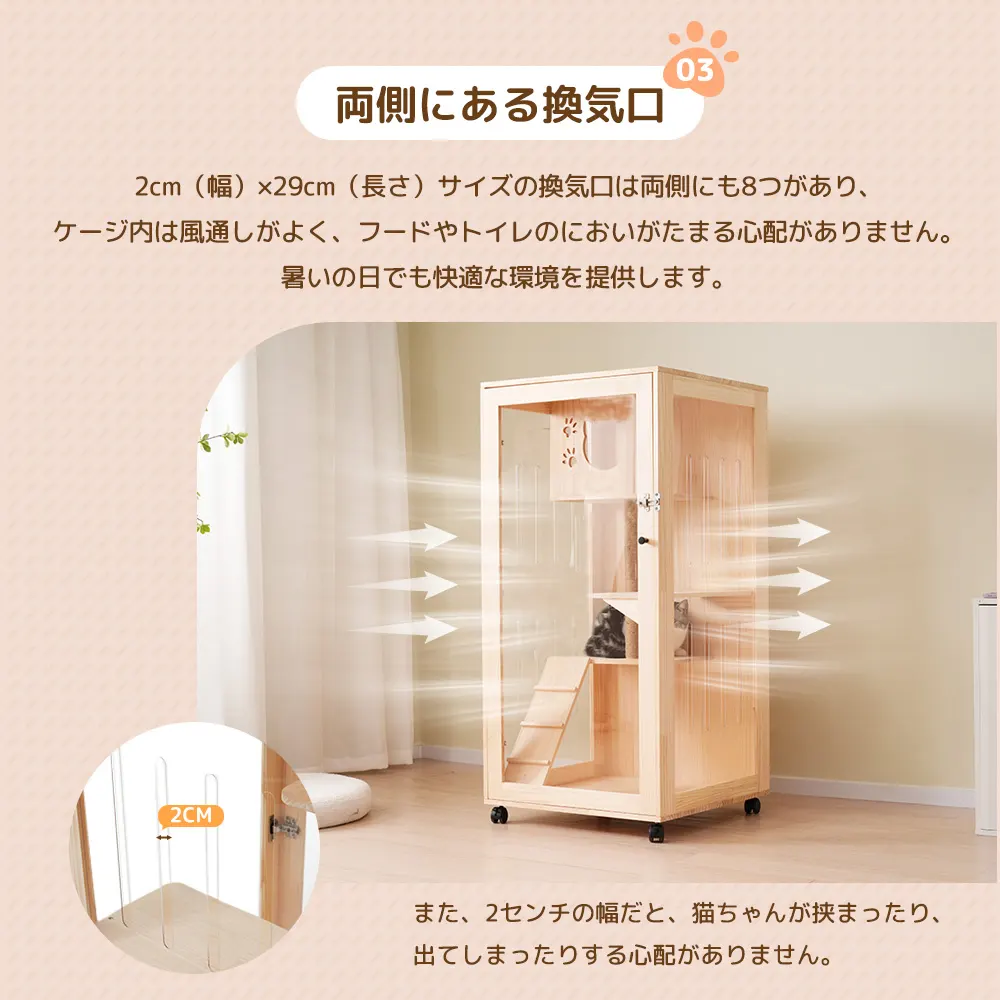 03
両側にある換気口
2cm（幅）×29cm（長さ）サイズの換気口は両側にも8つがあり、
ケージ内は風通しがよく、フードやトイレのにおいがたまる心配がありません。
暑いの日でも快適な環境を提供します。
2CM
また、2センチの幅だと、猫ちゃんが挟まったり、
出てしまったりする心配がありません。